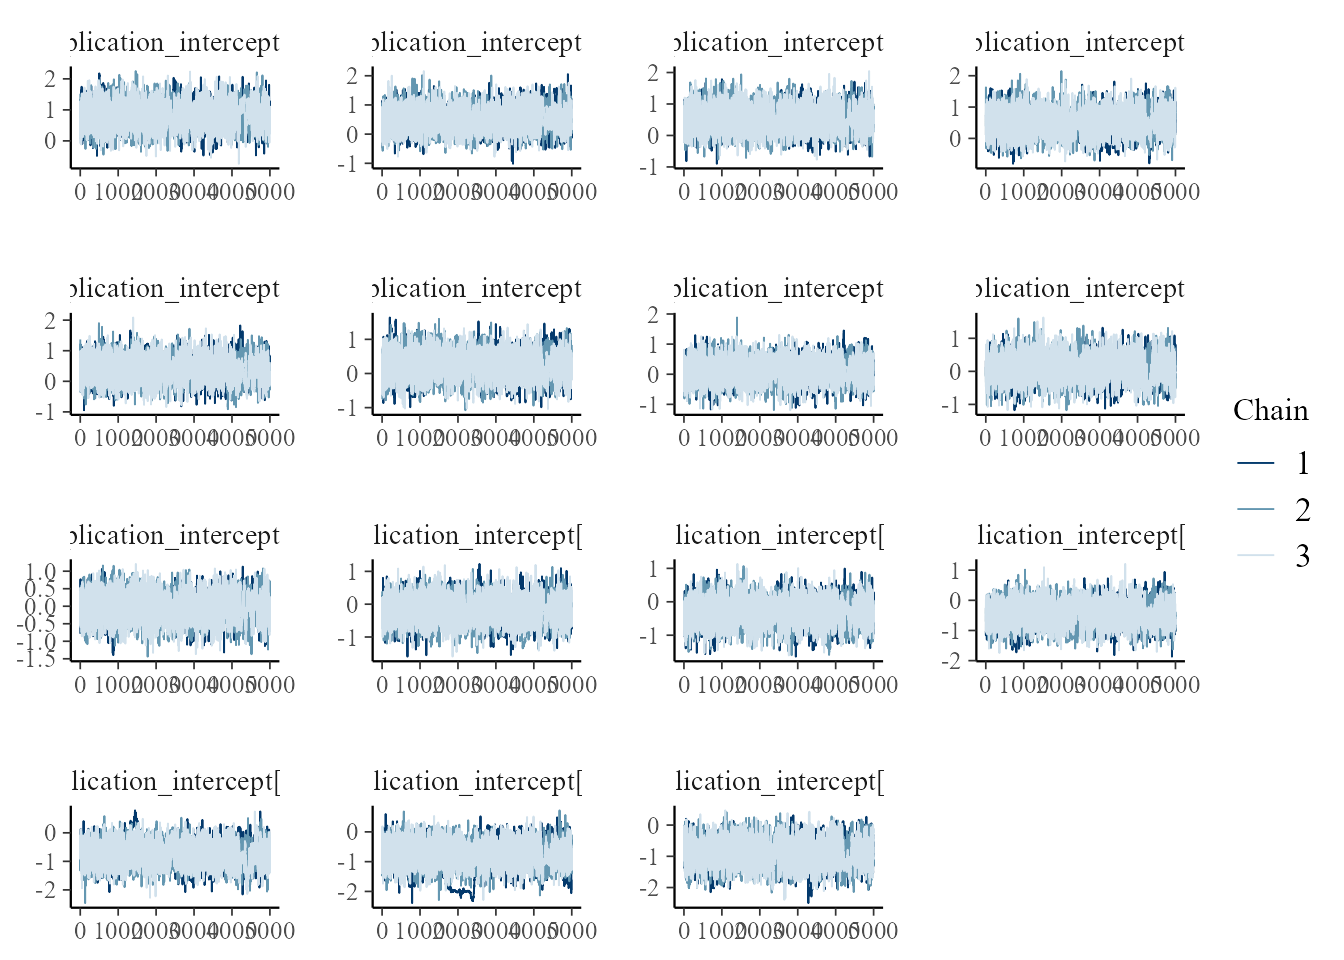 plication_intercept plication_intercept plication_intercept plication_intercept
2 2 2 2
1 1 1 1
0 0 0 0
-1 -1
0 1000 2000 3000 4000 5000 0 1000 2000 3000 4000 5000 0 1000 2000 3000 4000 5000 0 1000 2000 3000 4000 5000
plication_intercept plication_intercept plication_intercept plication_intercept
2 2
1 1 1 1
0 0 0 0
-1 -1 -1 -1
0 1000 2000 3000 4000 5000 0 1000 2000 3000 4000 5000 0 1000 2000 3000 4000 5000 0 1000 2000 3000 4000 5000
Chain
1
2
3
plication_intercept lication_intercept[ lication_intercept[ lication_intercept[
1.0 1 1 1
0.5
0.0 0 0 0
-0.5
-1.0 -1 -1 -1
-1.5 -2
0 1000 2000 3000 4000 5000 0 1000 2000 3000 4000 5000 0 1000 2000 3000 4000 5000 0 1000 2000 3000 4000 5000
lication_intercept[ lication_intercept[ lication_intercept[
0 0 0
-1 -1 -1
-2 -2 -2
0 1000 2000 3000 4000 5000 0 1000 2000 3000 4000 5000 0 1000 2000 3000 4000 5000